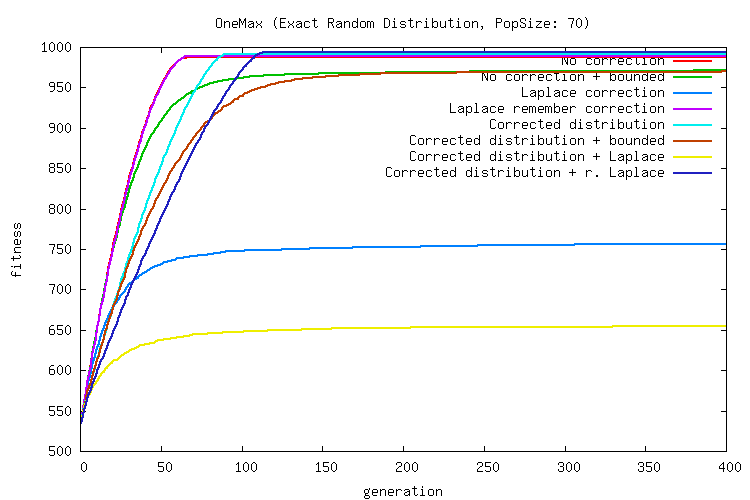 OneMax (Exact Random Distribution, PopSize: 70)
1000
950
900
850
800
750
700
650
600
550
500
fitness
No correction
No correction + bounded
Laplace correction
Laplace remember correction
Corrected distribution
Corrected distribution + bounded
Corrected distribution + Laplace
Corrected distribution + r. Laplace
0 50 100 150 200 250 300 350 400
generation